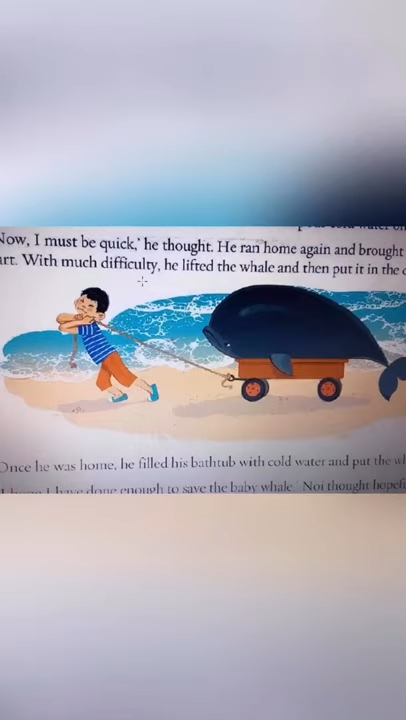 Now, I must be quick,' he thought. He ran home again and brought
art. With much difficulty, he lifted the whale and then put it in the c
Once he was home, he filled his bathtub with cold water and put the wh
I hope I have done enough to save the baby whale.' Noi thought hopef